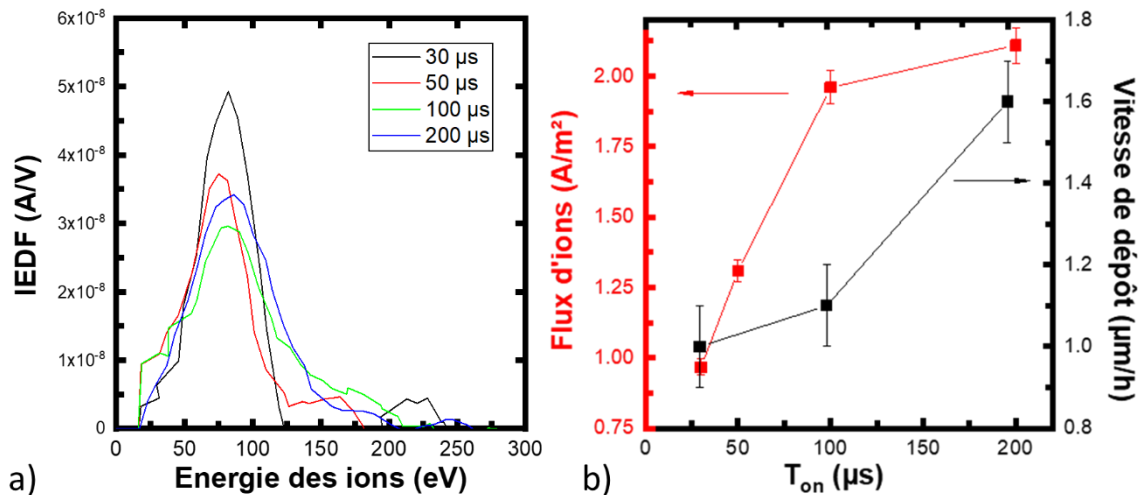 6x10⁻⁸
5x10⁻⁸
4x10⁻⁸
3x10⁻⁸
2x10⁻⁸
1x10⁻⁸
0
IEDF (A/V)
30 µs
50 µs
100 µs
200 µs
0 50 100 150 200 250 300
Energie des ions (eV)
a)
2.00
1.75
1.50
1.25
1.00
0.75
Flux d'ions (A/m²)
1.8
1.6
1.4
1.2
1.0
0.8
Vitesse de dépôt (µm/h)
0 50 100 150 200
Tₒₙ (µs)
b)